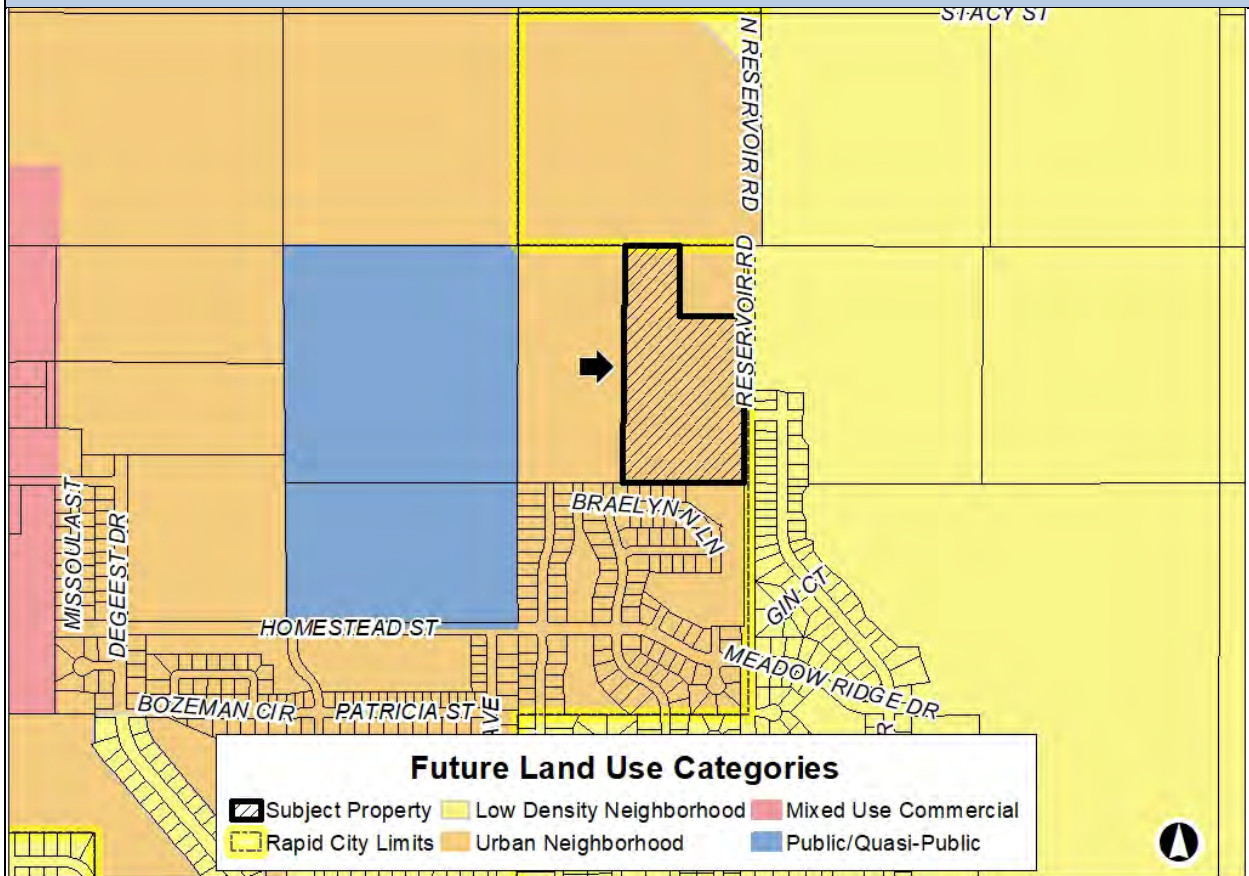 STACY ST
N RESERVOIR RD
RESERVOIR RD
BRAELYNN LN
MISSOULA ST
DEGEEST DR
GIN CT
HOMESTEAD ST
MEADOW RIDGE DR
BOZEMAN CIR
PATRICIA ST
AVE
R
Future Land Use Categories
Subject Property Low Density Neighborhood Mixed Use Commercial
Rapid City Limits Urban Neighborhood Public/Quasi-Public